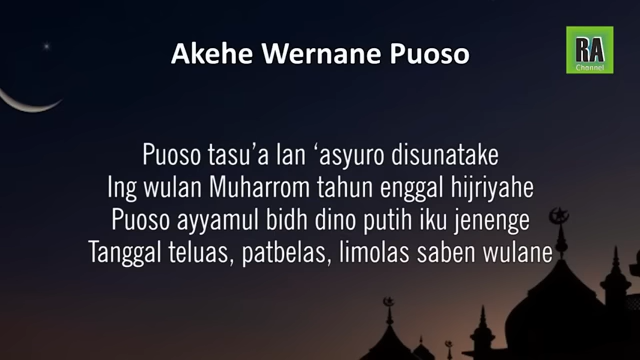 Akehe Wernane Puoso
RA
Channel
Puoso tasu’a lan ‘asyuro disunatake
Ing wulan Muharrom tahun enggal hijriyahe
Puoso ayyamul bidh dino putih iku jenenge
Tanggal teluas, patbelas, limolas saben wulane